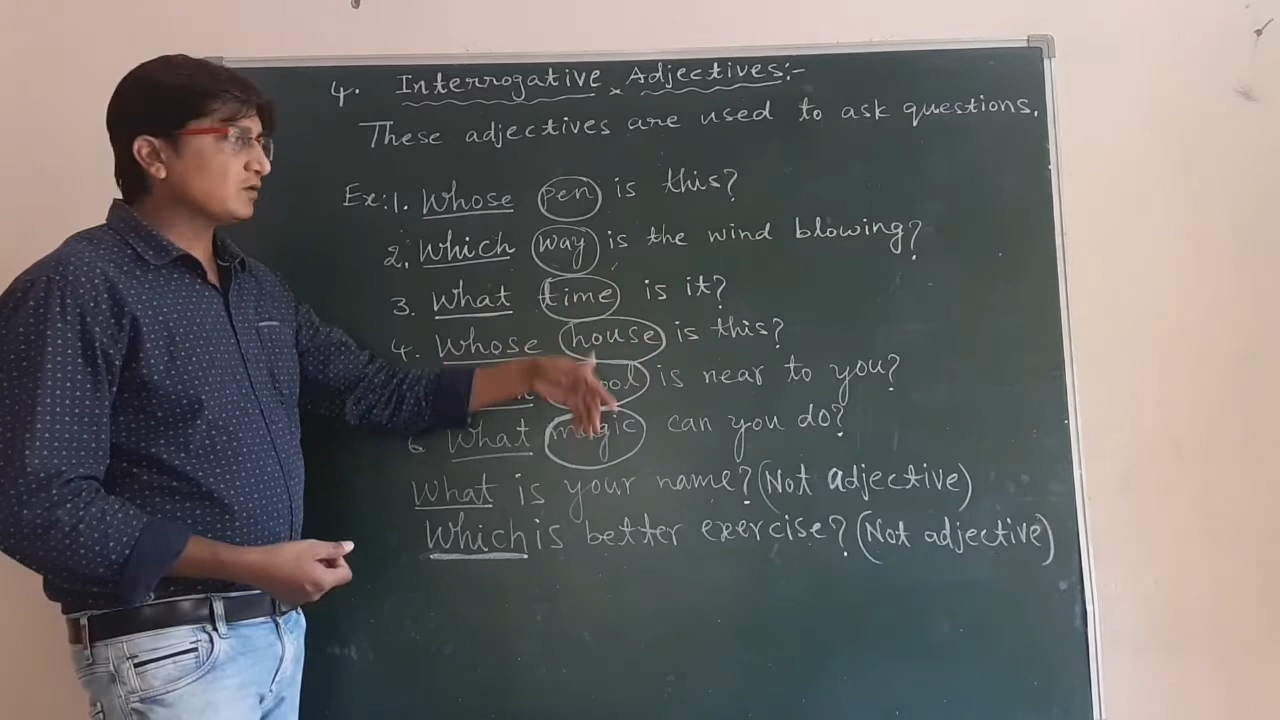 4. Interrogative Adjectives:-
These adjectives are used to ask questions.
Ex: 1. Whose pen is this?
2. Which way is the wind blowing?
3. What time is it?
4. Whose house is this?
is near to you?
6. What magic can you do?
What is your name? (Not adjective)
Which is better exercise? (Not adjective)